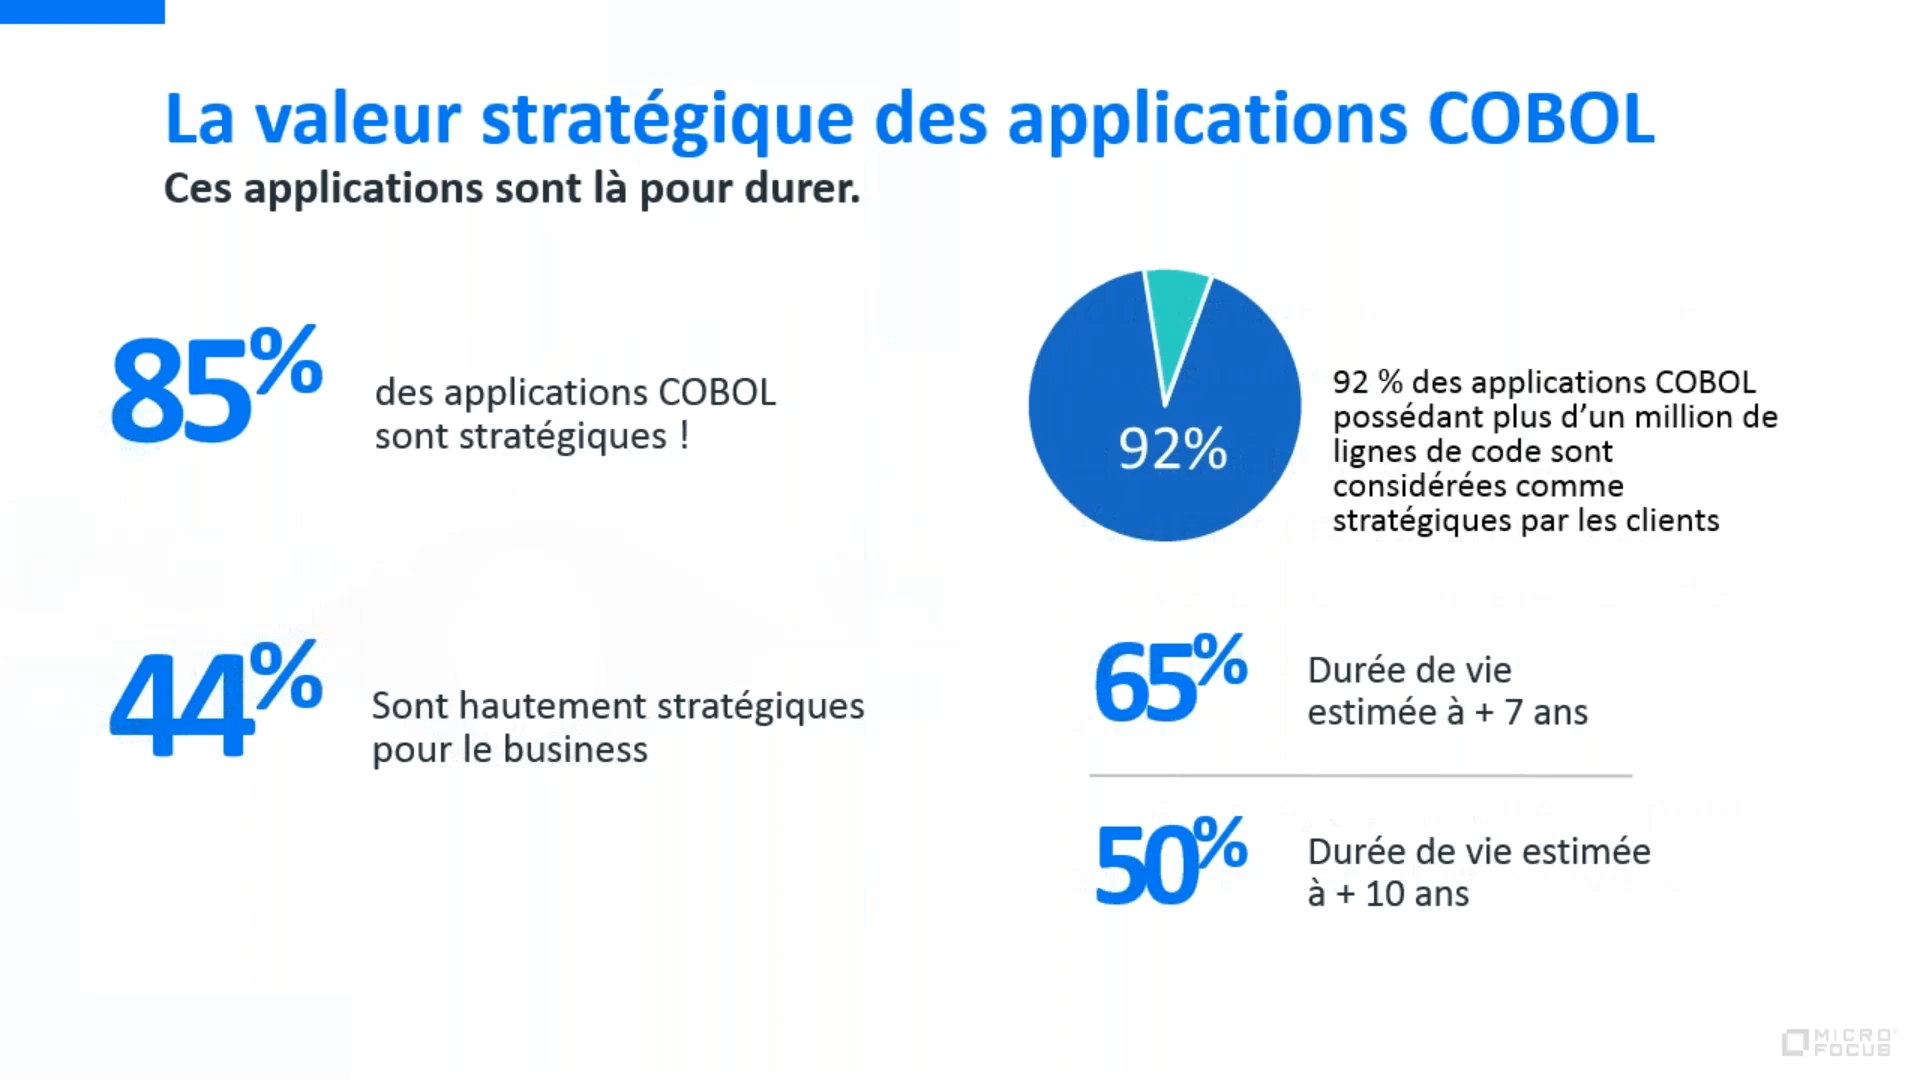 La valeur stratégique des applications COBOL
Ces applications sont là pour durer.
85%
des applications COBOL
sont stratégiques !
44%
Sont hautement stratégiques
pour le business
92%
92 % des applications COBOL
possédant plus d’un million de
lignes de code sont
considérées comme
stratégiques par les clients
65%
Durée de vie
estimée à + 7 ans
50%
Durée de vie estimée
à + 10 ans
MICRO
FOCUS